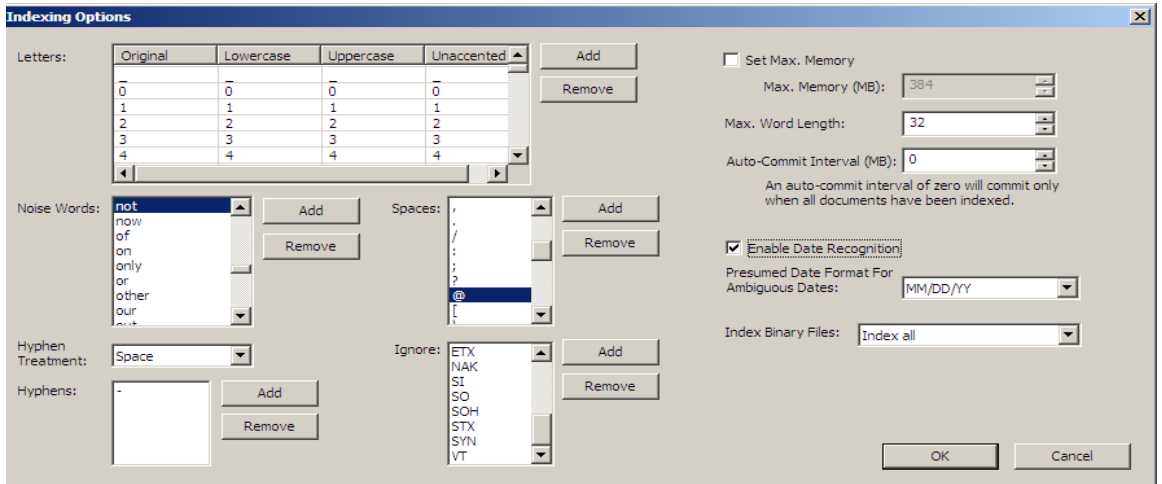 Indexing Options
Letters:
Original Lowercase Uppercase Unaccented
_ _ _ _
0 0 0 0
1 1 1 1
2 2 2 2
3 3 3 3
4 4 4 4
Add
Remove
Noise Words:
not
now
of
on
only
or
other
our
out
Add
Remove
Spaces:
,
.
/
:
;
?
@
[
\
Add
Remove
Hyphen
Treatment:
Space
Hyphens:
-
Add
Remove
Ignore:
ETX
NAK
SI
SO
SOH
STX
SYN
VT
Add
Remove
Set Max. Memory
Max. Memory (MB): 384
Max. Word Length: 32
Auto-Commit Interval (MB): 0
An auto-commit interval of zero will commit only
when all documents have been indexed.
Enable Date Recognition
Presumed Date Format For
Ambiguous Dates: MM/DD/YY
Index Binary Files: Index all
OK Cancel